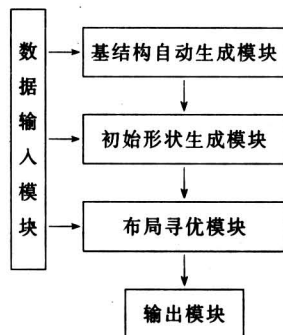 数据输入模块
基结构自动生成模块
初始形状生成模块
布局寻优模块
输出模块